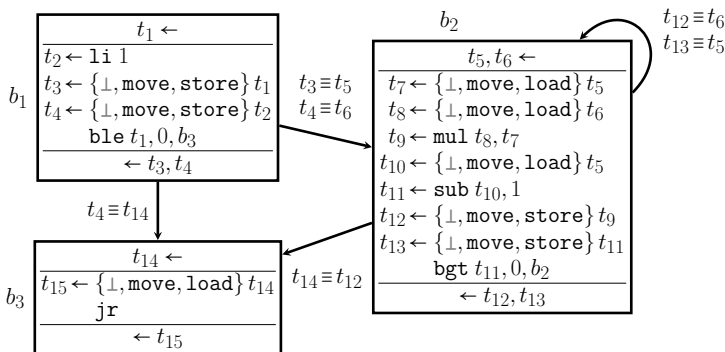 b₁
t₁ ←
t₂ ← li 1
t₃ ← {⊥, move, store} t₁
t₄ ← {⊥, move, store} t₂
ble t₁, 0, b₃
← t₃, t₄
t₃ ≡ t₅
t₄ ≡ t₆
b₂
t₅, t₆ ←
t₇ ← {⊥, move, load} t₅
t₈ ← {⊥, move, load} t₆
t₉ ← mul t₈, t₇
t₁₀ ← {⊥, move, load} t₅
t₁₁ ← sub t₁₀, 1
t₁₂ ← {⊥, move, store} t₉
t₁₃ ← {⊥, move, store} t₁₁
bgt t₁₁, 0, b₂
← t₁₂, t₁₃
t₁₂ ≡ t₆
t₁₃ ≡ t₅
t₄ ≡ t₁₄
t₁₄ ≡ t₁₂
b₃
t₁₄ ←
t₁₅ ← {⊥, move, load} t₁₄
jr
← t₁₅